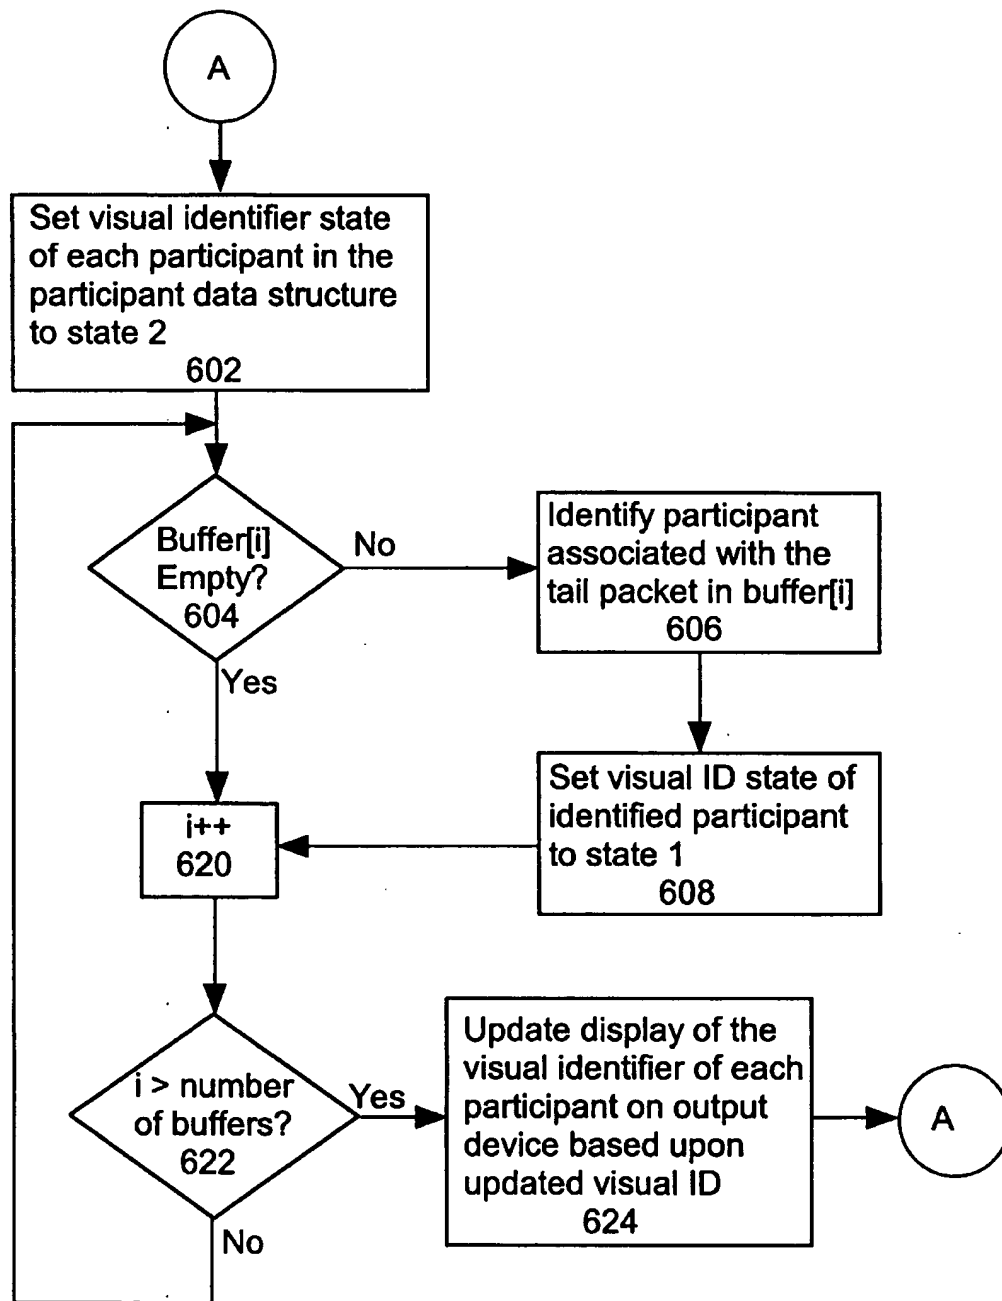 A
Set visual identifier state
of each participant in the
participant data structure
to state 2
602
Buffer[i]
Empty?
604
No
Identify participant
associated with the
tail packet in buffer[i]
606
Yes
Set visual ID state of
identified participant
to state 1
608
i++
620
i > number
of buffers?
622
Yes
Update display of the
visual identifier of each
participant on output
device based upon
updated visual ID
624
A
No